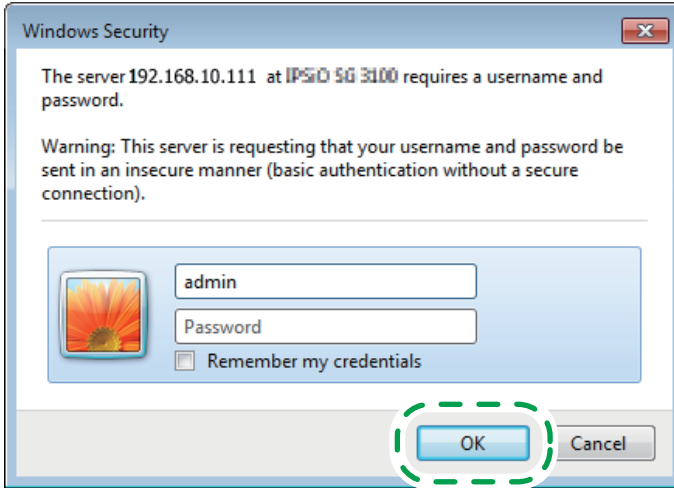 Windows Security
The server 192.168.10.111 at IPSiO SG 3100 requires a username and
password.
Warning: This server is requesting that your username and password be
sent in an insecure manner (basic authentication without a secure
connection).
admin
Password
Remember my credentials
OK
Cancel